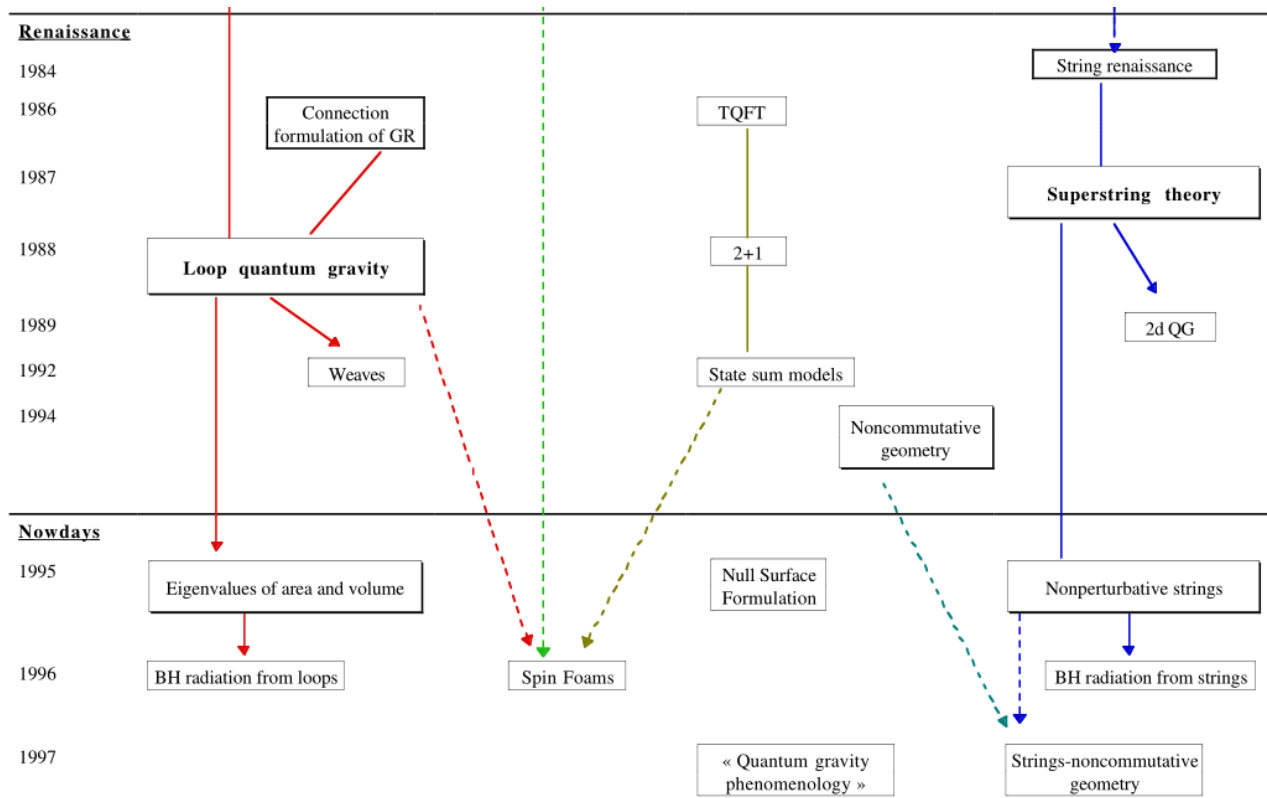 Renaissance
1984
String renaissance
1986
Connection
formulation of GR
TQFT
1987
Superstring theory
1988
Loop quantum gravity
2+1
1989
2d QG
1992
Weaves
State sum models
1994
Noncommutative
geometry
Nowdays
1995
Eigenvalues of area and volume
Null Surface
Formulation
Nonperturbative strings
1996
BH radiation from loops
Spin Foams
BH radiation from strings
1997
« Quantum gravity
phenomenology »
Strings-noncommutative
geometry